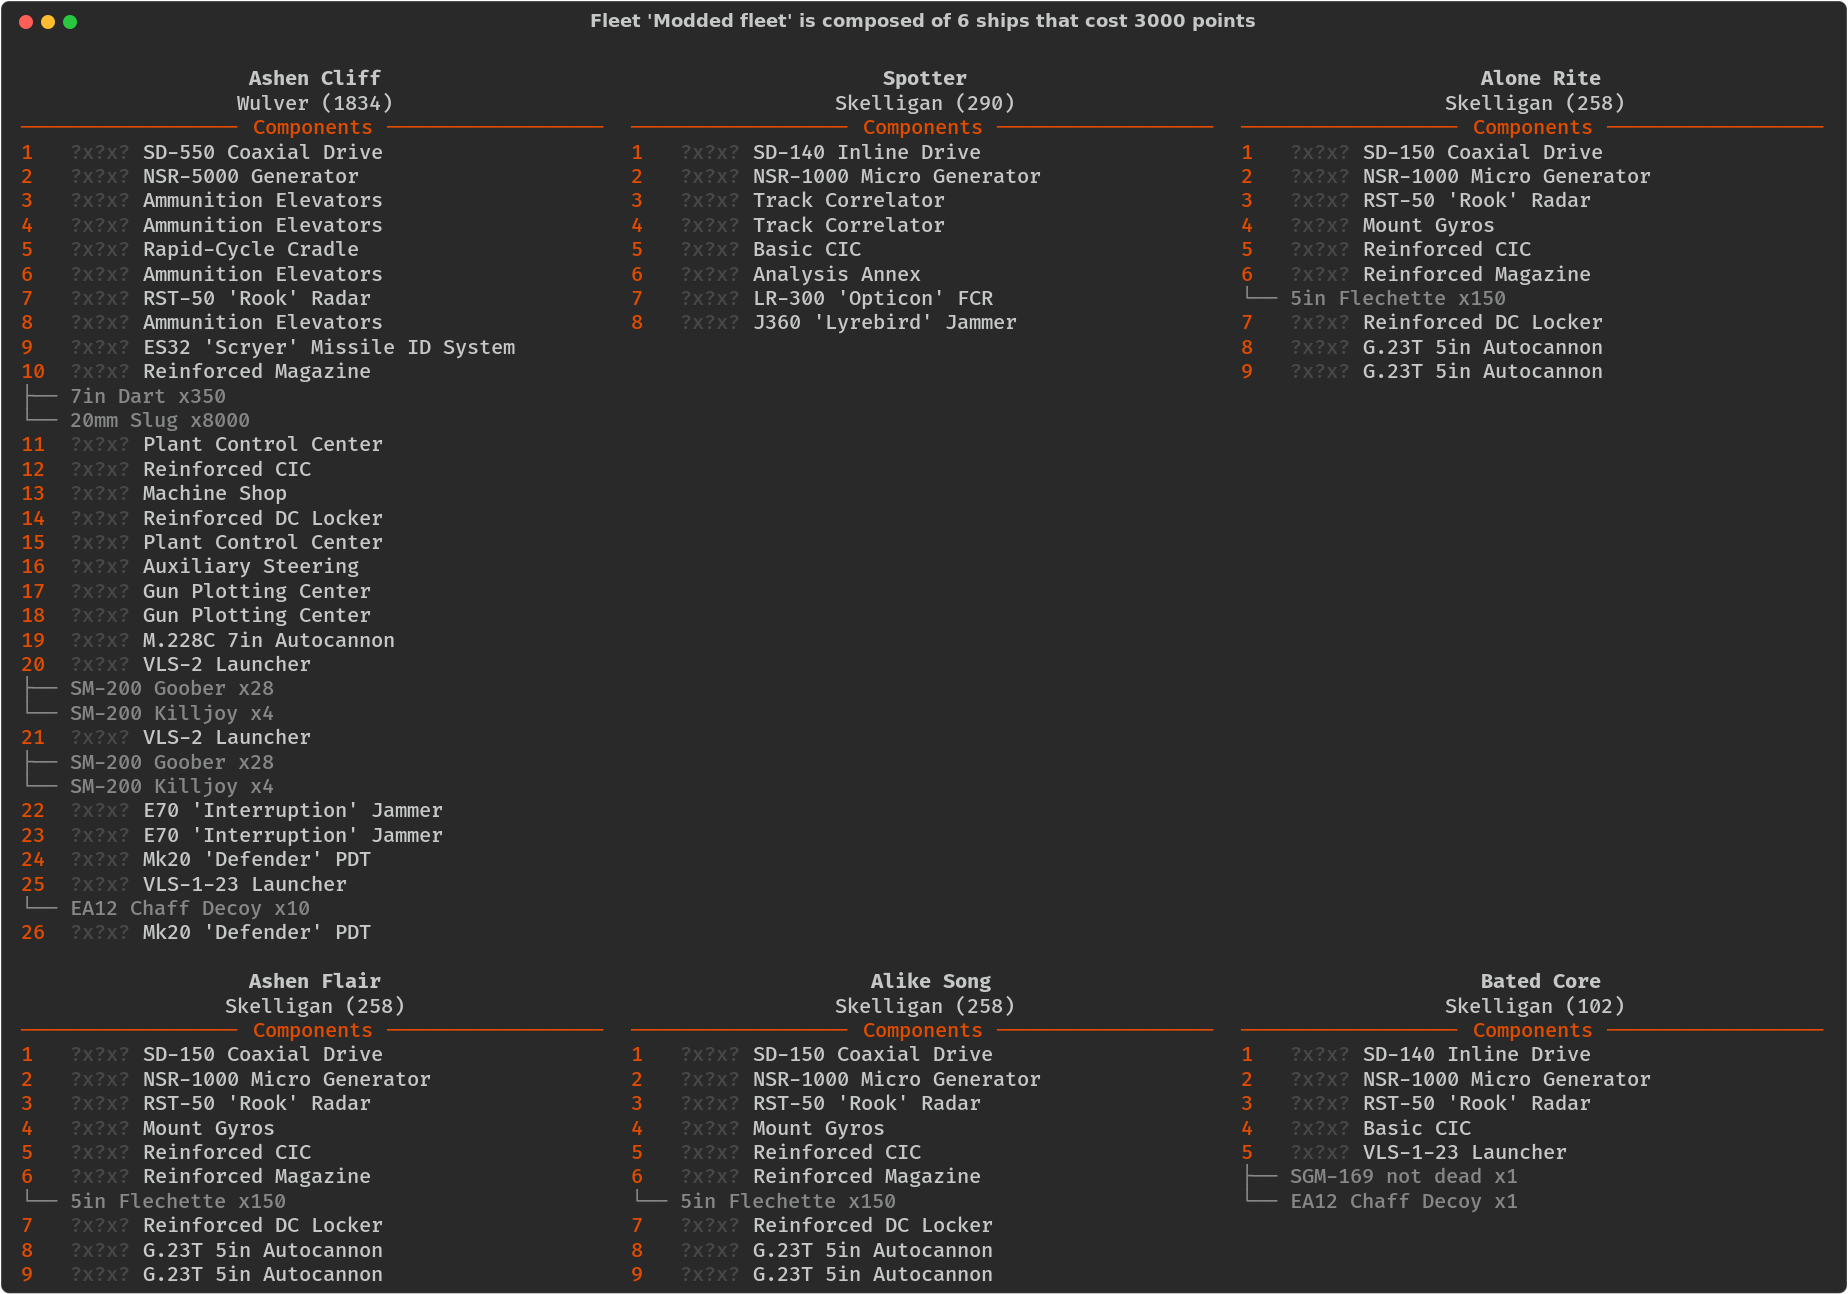 Fleet 'Modded fleet' is composed of 6 ships that cost 3000 points
Ashen Cliff
Wulver (1834)
Components
1 ?x?x? SD-550 Coaxial Drive
2 ?x?x? NSR-5000 Generator
3 ?x?x? Ammunition Elevators
4 ?x?x? Ammunition Elevators
5 ?x?x? Rapid-Cycle Cradle
6 ?x?x? Ammunition Elevators
7 ?x?x? RST-50 'Rook' Radar
8 ?x?x? Ammunition Elevators
9 ?x?x? ES32 'Scryer' Missile ID System
10 ?x?x? Reinforced Magazine
├── 7in Dart x350
└── 20mm Slug x8000
11 ?x?x? Plant Control Center
12 ?x?x? Reinforced CIC
13 ?x?x? Machine Shop
14 ?x?x? Reinforced DC Locker
15 ?x?x? Plant Control Center
16 ?x?x? Auxiliary Steering
17 ?x?x? Gun Plotting Center
18 ?x?x? Gun Plotting Center
19 ?x?x? M.228C 7in Autocannon
20 ?x?x? VLS-2 Launcher
├── SM-200 Goober x28
└── SM-200 Killjoy x4
21 ?x?x? VLS-2 Launcher
├── SM-200 Goober x28
└── SM-200 Killjoy x4
22 ?x?x? E70 'Interruption' Jammer
23 ?x?x? E70 'Interruption' Jammer
24 ?x?x? Mk20 'Defender' PDT
25 ?x?x? VLS-1-23 Launcher
└── EA12 Chaff Decoy x10
26 ?x?x? Mk20 'Defender' PDT
Spotter
Skelligan (290)
Components
1 ?x?x? SD-140 Inline Drive
2 ?x?x? NSR-1000 Micro Generator
3 ?x?x? Track Correlator
4 ?x?x? Track Correlator
5 ?x?x? Basic CIC
6 ?x?x? Analysis Annex
7 ?x?x? LR-300 'Opticon' FCR
8 ?x?x? J360 'Lyrebird' Jammer
Alone Rite
Skelligan (258)
Components
1 ?x?x? SD-150 Coaxial Drive
2 ?x?x? NSR-1000 Micro Generator
3 ?x?x? RST-50 'Rook' Radar
4 ?x?x? Mount Gyros
5 ?x?x? Reinforced CIC
6 ?x?x? Reinforced Magazine
└── 5in Flechette x150
7 ?x?x? Reinforced DC Locker
8 ?x?x? G.23T 5in Autocannon
9 ?x?x? G.23T 5in Autocannon
Ashen Flair
Skelligan (258)
Components
1 ?x?x? SD-150 Coaxial Drive
2 ?x?x? NSR-1000 Micro Generator
3 ?x?x? RST-50 'Rook' Radar
4 ?x?x? Mount Gyros
5 ?x?x? Reinforced CIC
6 ?x?x? Reinforced Magazine
└── 5in Flechette x150
7 ?x?x? Reinforced DC Locker
8 ?x?x? G.23T 5in Autocannon
9 ?x?x? G.23T 5in Autocannon
Alike Song
Skelligan (258)
Components
1 ?x?x? SD-150 Coaxial Drive
2 ?x?x? NSR-1000 Micro Generator
3 ?x?x? RST-50 'Rook' Radar
4 ?x?x? Mount Gyros
5 ?x?x? Reinforced CIC
6 ?x?x? Reinforced Magazine
└── 5in Flechette x150
7 ?x?x? Reinforced DC Locker
8 ?x?x? G.23T 5in Autocannon
9 ?x?x? G.23T 5in Autocannon
Bated Core
Skelligan (102)
Components
1 ?x?x? SD-140 Inline Drive
2 ?x?x? NSR-1000 Micro Generator
3 ?x?x? RST-50 'Rook' Radar
4 ?x?x? Basic CIC
5 ?x?x? VLS-1-23 Launcher
├── SGM-169 not dead x1
└── EA12 Chaff Decoy x1